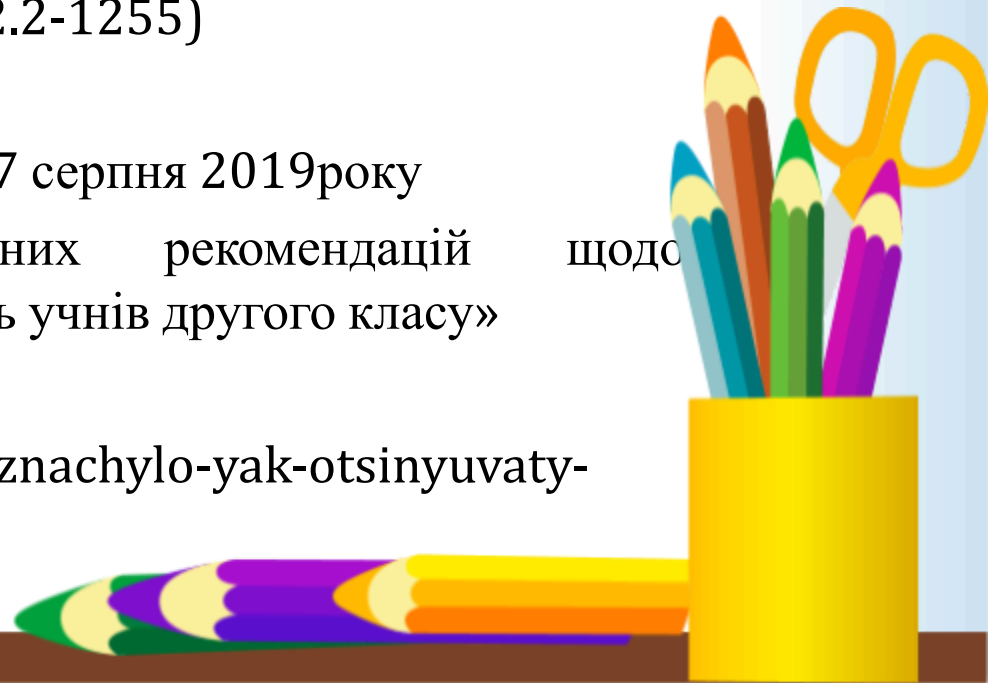 2.2-1255)
7 серпня 2019року
них рекомендацій щодо
ь учнів другого класу»
znachylo-yak-otsinyuvaty-